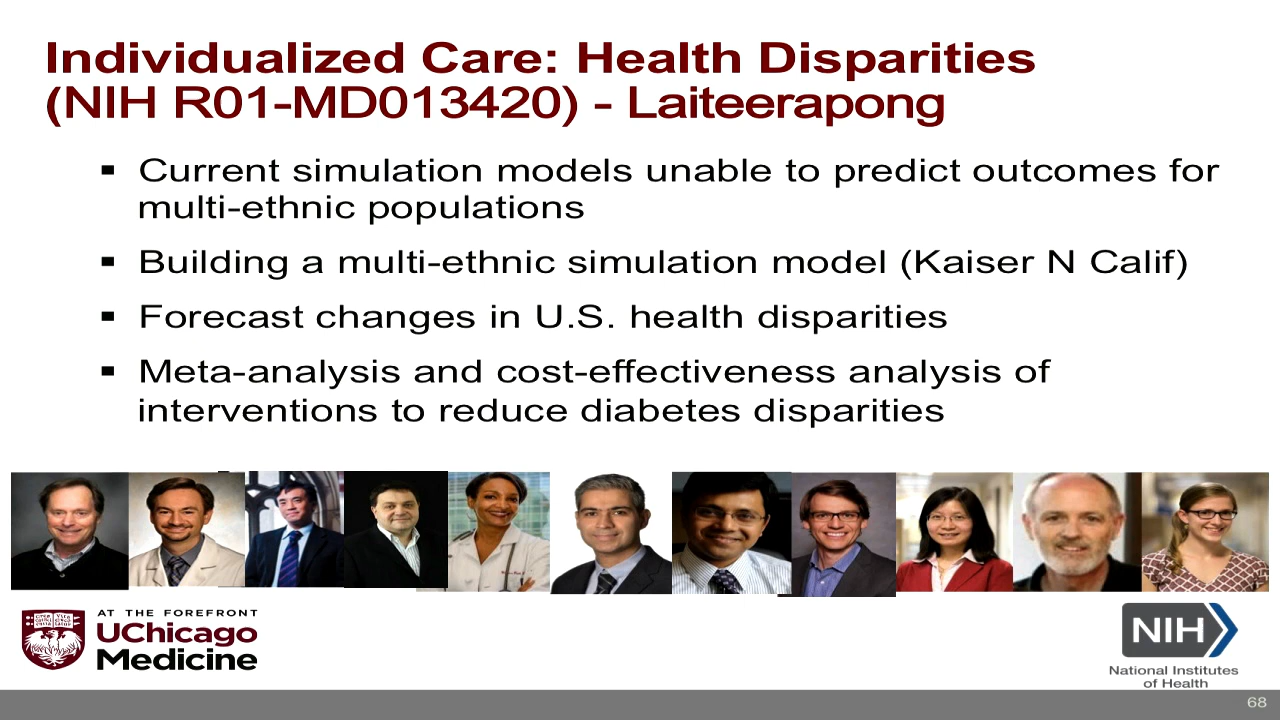 Individualized Care: Health Disparities
(NIH R01-MD013420) - Laiteerapong
▪ Current simulation models unable to predict outcomes for
multi-ethnic populations
▪ Building a multi-ethnic simulation model (Kaiser N Calif)
▪ Forecast changes in U.S. health disparities
▪ Meta-analysis and cost-effectiveness analysis of
interventions to reduce diabetes disparities
AT THE FOREFRONT
UChicago
Medicine
NIH
National Institutes
of Health
68